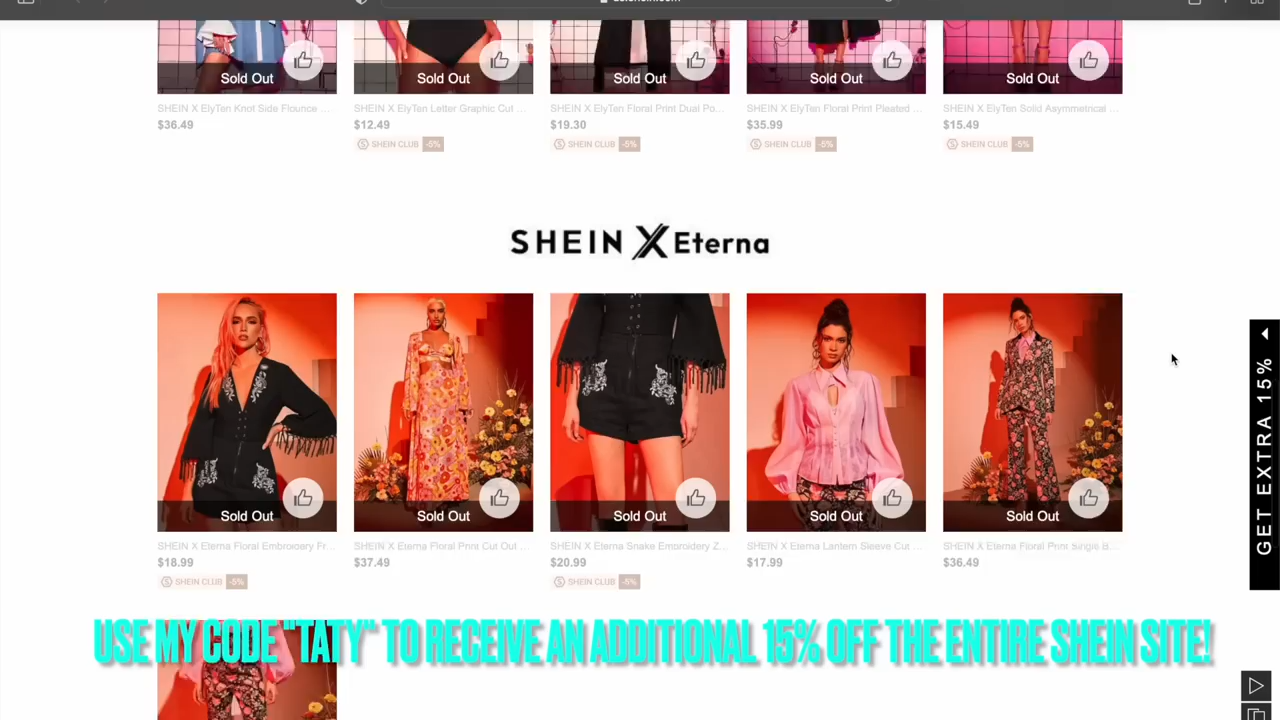 Sold Out Sold Out Sold Out Sold Out Sold Out
SHEIN X ElyTen Knot Side Flounce ... SHEIN X ElyTen Letter Graphic Cut ... SHEIN X ElyTen Floral Print Dual Po... SHEIN X ElyTen Floral Print Pleated ... SHEIN X ElyTen Solid Asymmetrical ...
$36.49 $12.49 $19.30 $35.99 $15.49
SHEIN CLUB -5% SHEIN CLUB -5% SHEIN CLUB -5% SHEIN CLUB -5%
SHEIN X Eterna
GET EXTRA 15%
Sold Out Sold Out Sold Out Sold Out Sold Out
SHEIN X Eterna Floral Embroidery Fr... SHEIN X Eterna Floral Print Cut Out ... SHEIN X Eterna Snake Embroidery Z... SHEIN X Eterna Lantern Sleeve Cut ... SHEIN X Eterna Floral Print Single B...
$18.99 $37.49 $20.99 $17.99 $36.49
SHEIN CLUB -5% SHEIN CLUB -5%
USE MY CODE "TATY" TO RECEIVE AN ADDITIONAL 15% OFF THE ENTIRE SHEIN SITE!